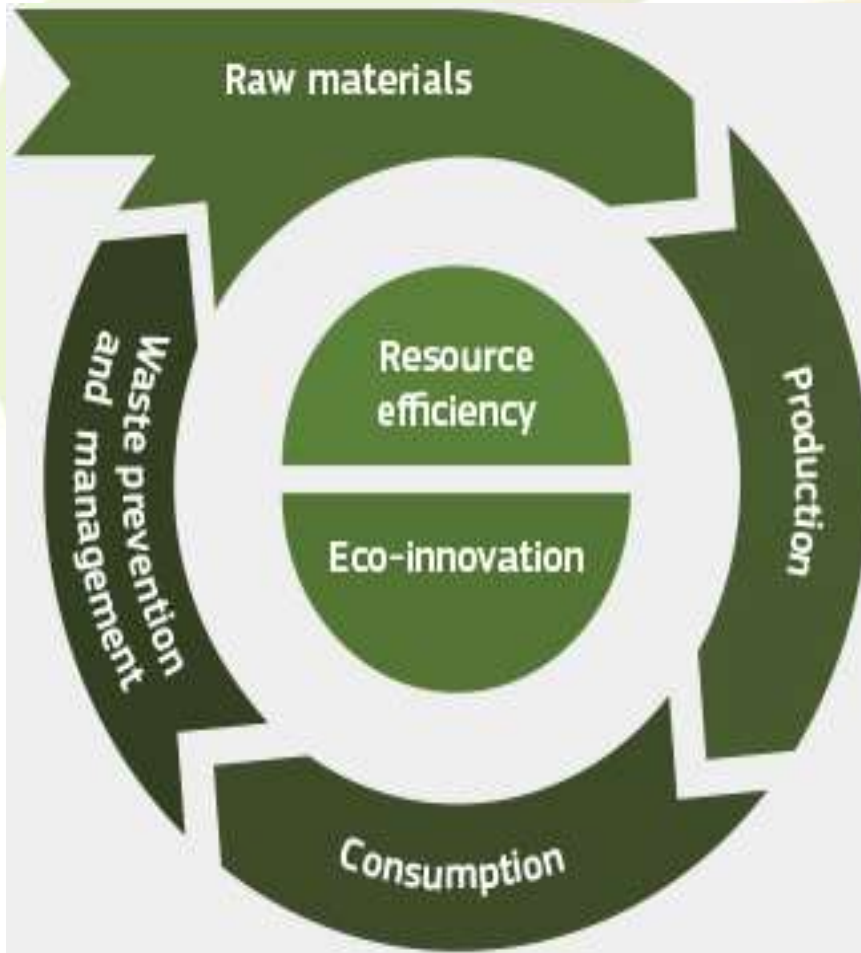 Raw materials
Production
Consumption
Waste prevention
and management
Resource
efficiency
Eco-innovation